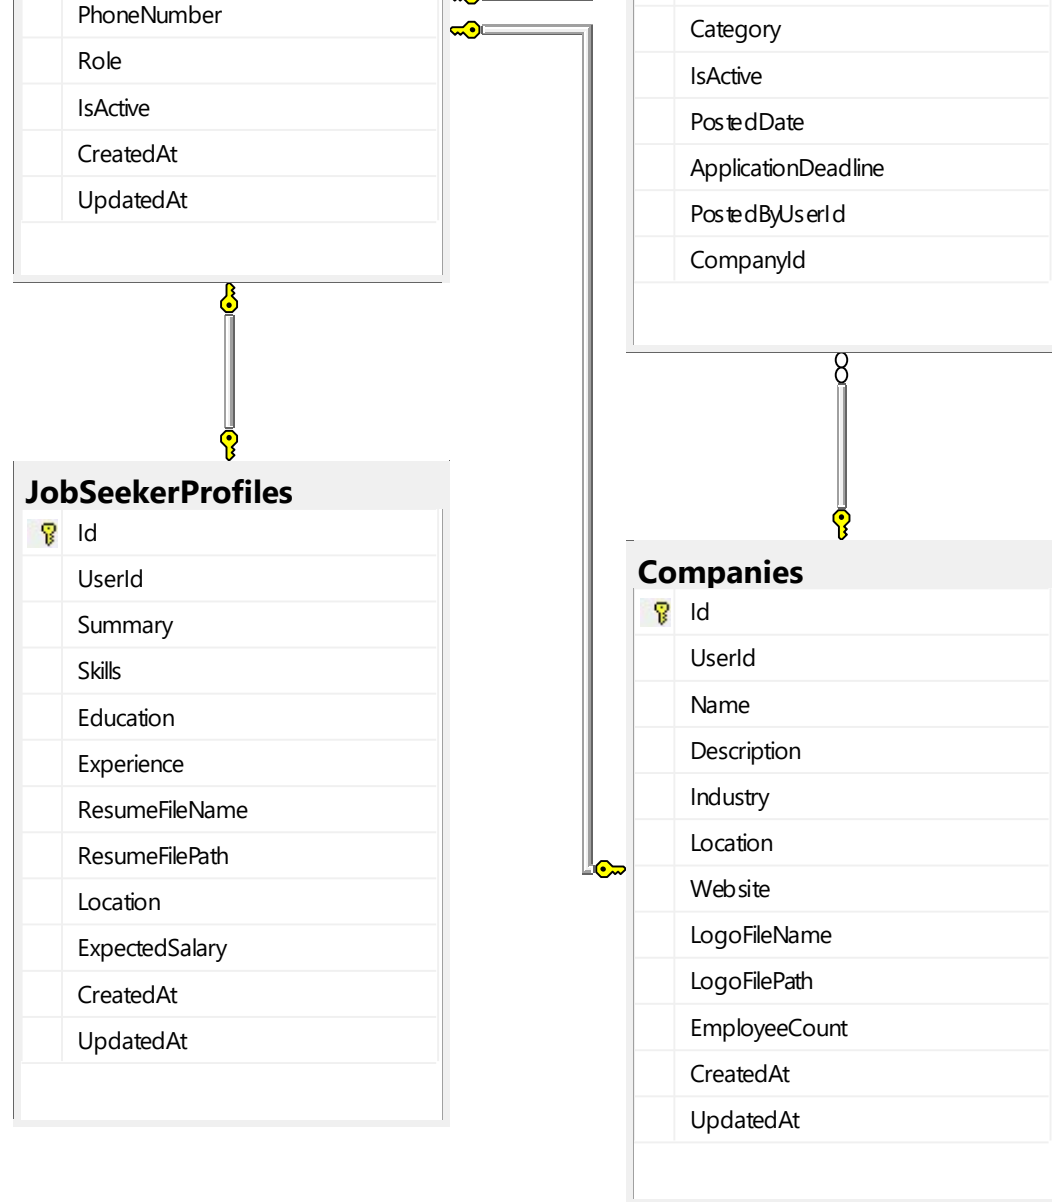 PhoneNumber
Role
IsActive
CreatedAt
UpdatedAt
Category
IsActive
PostedDate
ApplicationDeadline
PostedByUserId
CompanyId
JobSeekerProfiles
Id
UserId
Summary
Skills
Education
Experience
ResumeFileName
ResumeFilePath
Location
ExpectedSalary
CreatedAt
UpdatedAt
Companies
Id
UserId
Name
Description
Industry
Location
Website
LogoFileName
LogoFilePath
EmployeeCount
CreatedAt
UpdatedAt